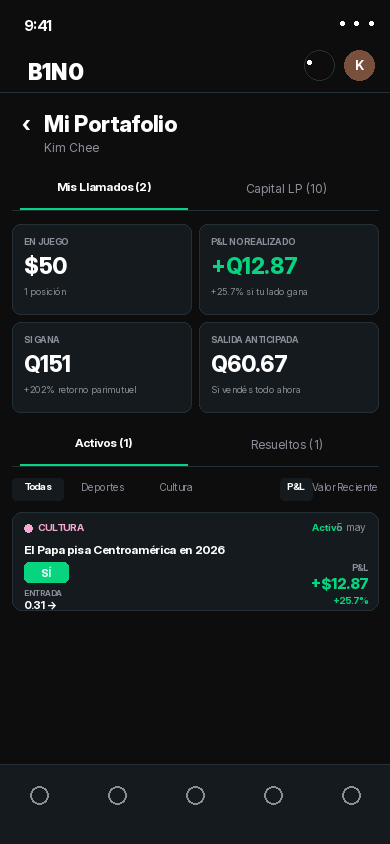 9:41
B1N0
K
‹ Mi Portafolio
Kim Chee
Mis Llamados (2)
Capital LP (10)
EN JUEGO
$50
1 posición
P&L NO REALIZADO
+Q12.87
+25.7% si tu lado gana
SI GANA
Q151
+202% retorno parimutuel
SALIDA ANTICIPADA
Q60.67
Si vendés todo ahora
Activos (1)
Resueltos (1)
Todas
Deportes
Cultura
P&L
Valor
Reciente
CULTURA
Activo
5 may
El Papa pisa Centroamérica en 2026
SÍ
P&L
+$12.87
+25.7%
ENTRADA
0.31 →